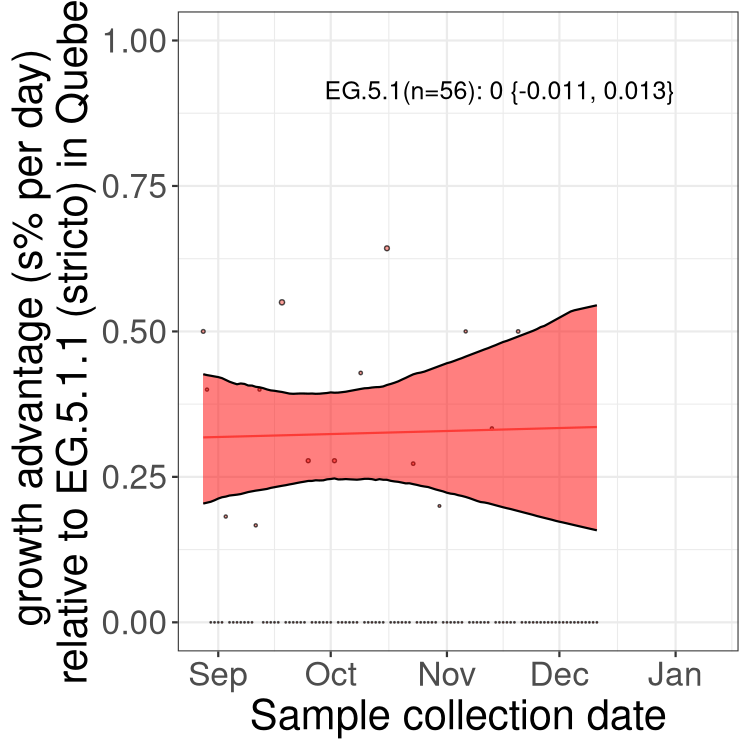 growth advantage (s% per day)
relative to EG.5.1.1 (stricto) in Quebe
1.00
0.75
0.50
0.25
0.00
EG.5.1(n=56): 0 {-0.011, 0.013}
Sep Oct Nov Dec Jan
Sample collection date